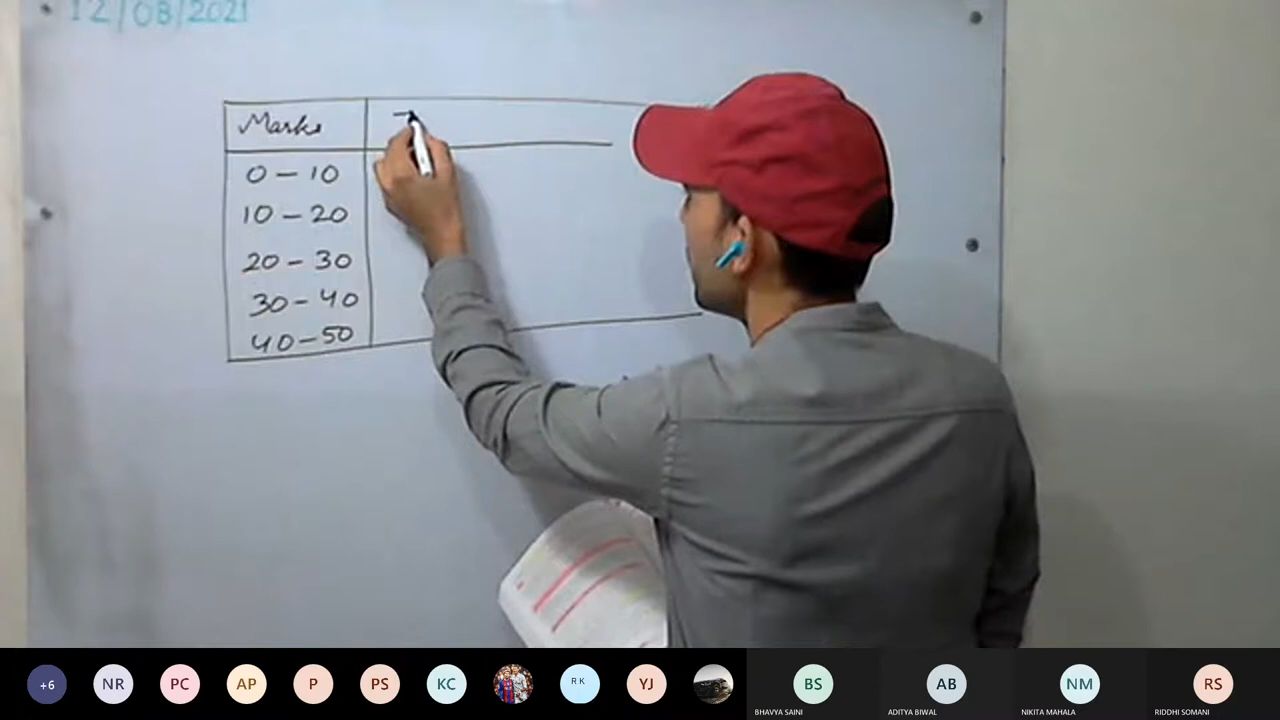 12/08/2021
Marks
0 - 10
10 - 20
20 - 30
30 - 40
40 - 50
+6
NR
PC
AP
P
PS
KC
R K
YJ
BS
AB
NM
RS
BHAVYA SAINI
ADITYA BIWAL
NIKITA MAHALA
RIDDHI SOMANI